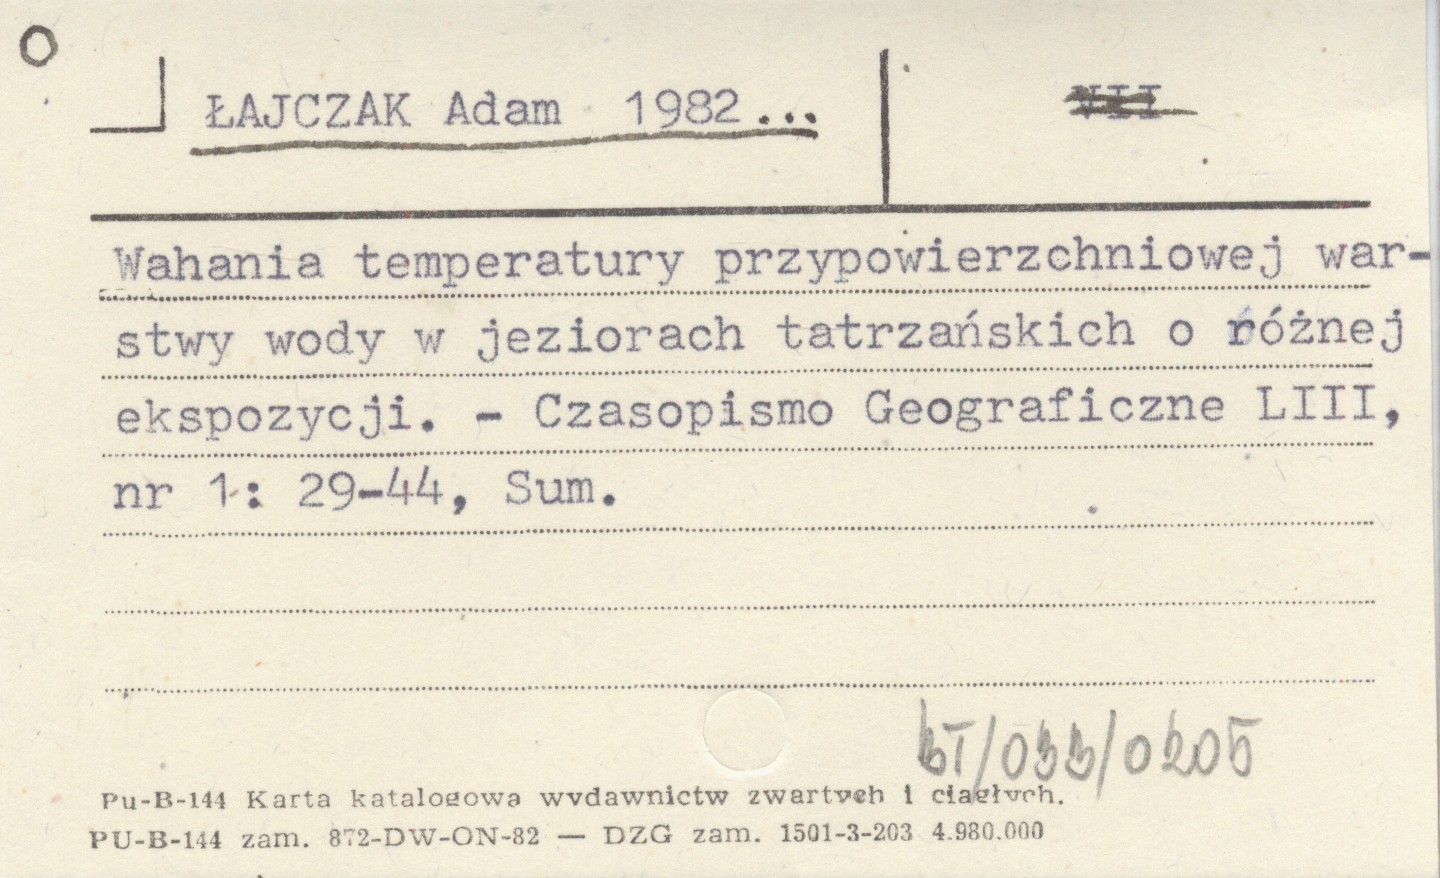 ŁAJCZAK Adam 1982...
VII
Wahania temperatury przypowierzchniowej war-
stwy wody w jeziorach tatrzańskich o różnej
ekspozycji. - Czasopismo Geograficzne LIII,
nr 1: 29-44, Sum.
BT/033/0205
Pu-B-144 Karta katalogowa wydawnictw zwartych i ciągłych.
PU-B-144 zam. 872-DW-ON-82 — DZG zam. 1501-3-203 4.980.000